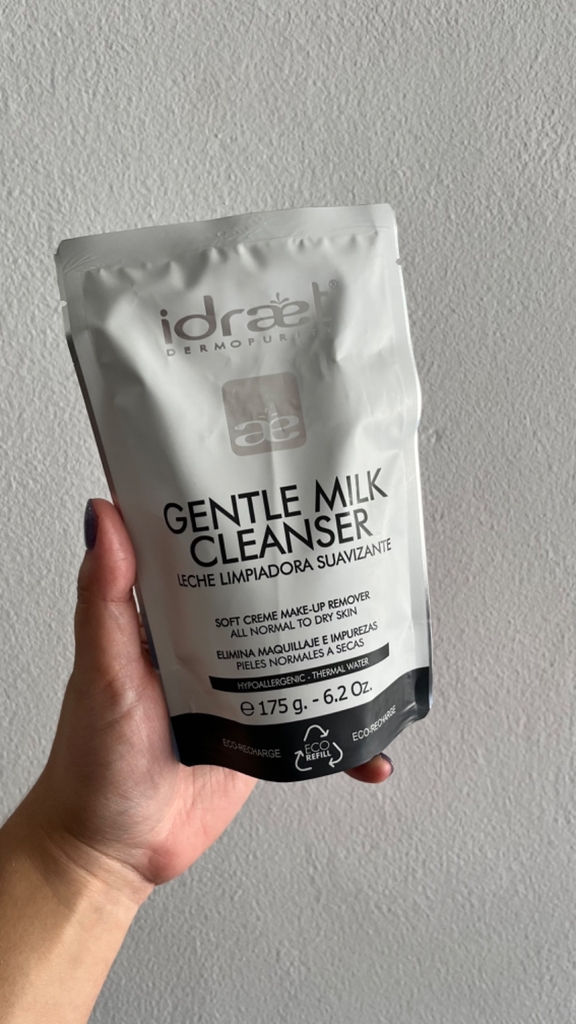 idraet
GENTLE MILK
CLEANSER
LECHE LIMPIADORA SUAVIZANTE
SOFT CREME MAKE-UP REMOVER
ALL NORMAL TO DRY SKIN
ELIMINA MAQUILLAJE E IMPUREZAS
PIELES NORMALES A SECAS
HYPOALLERGENIC - THERMAL WATER
℮ 175 g. - 6.2 Oz.
ECO-RECHARGE
ECO
REFILL
ECO-RECHARGE